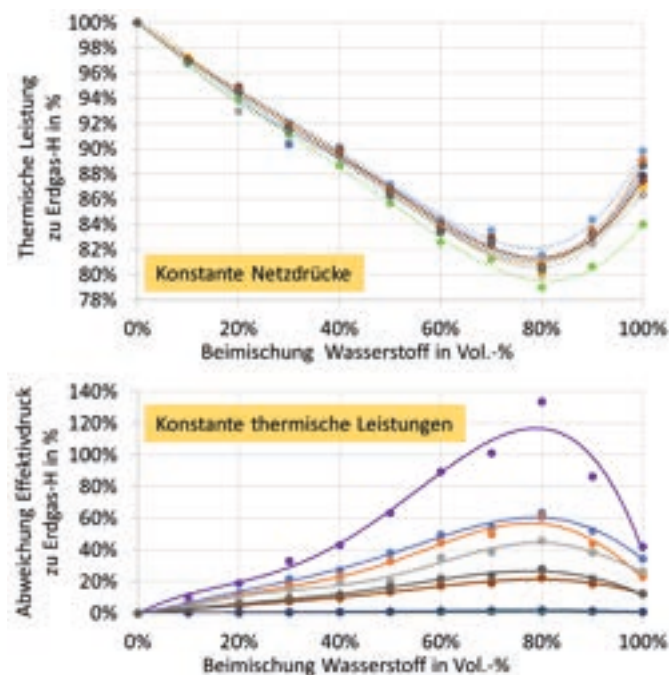 100%
98%
96%
94%
92%
90%
88%
86%
84%
82%
80%
78%
Thermische Leistung
zu Erdgas-H in %
Konstante Netzdrücke
0% 20% 40% 60% 80% 100%
Beimischung Wasserstoff in Vol.-%
140%
120%
100%
80%
60%
40%
20%
0%
Abweichung Effektivdruck
zu Erdgas-H in %
Konstante thermische Leistungen
0% 20% 40% 60% 80% 100%
Beimischung Wasserstoff in Vol.-%